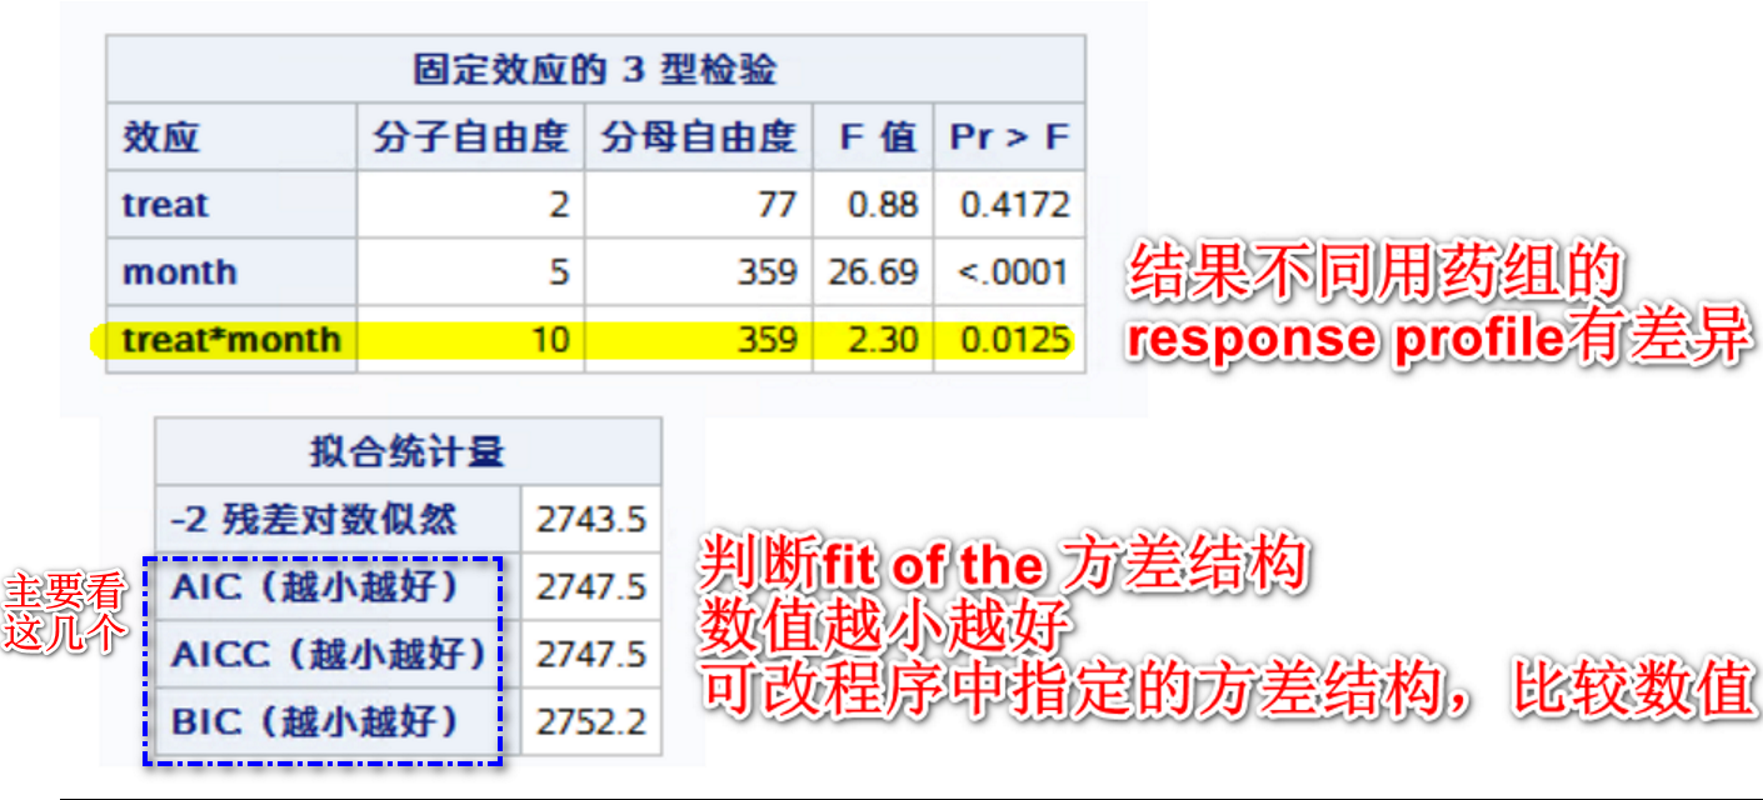 固定效应的 3 型检验
效应 分子自由度 分母自由度 F 值 Pr > F
treat 2 77 0.88 0.4172
month 5 359 26.69 <.0001
treat*month 10 359 2.30 0.0125
结果不同用药组的
response profile有差异
拟合统计量
-2 残差对数似然 2743.5
AIC（越小越好） 2747.5
AICC（越小越好） 2747.5
BIC（越小越好） 2752.2
主要看
这几个
判断fit of the 方差结构
数值越小越好
可改程序中指定的方差结构，比较数值